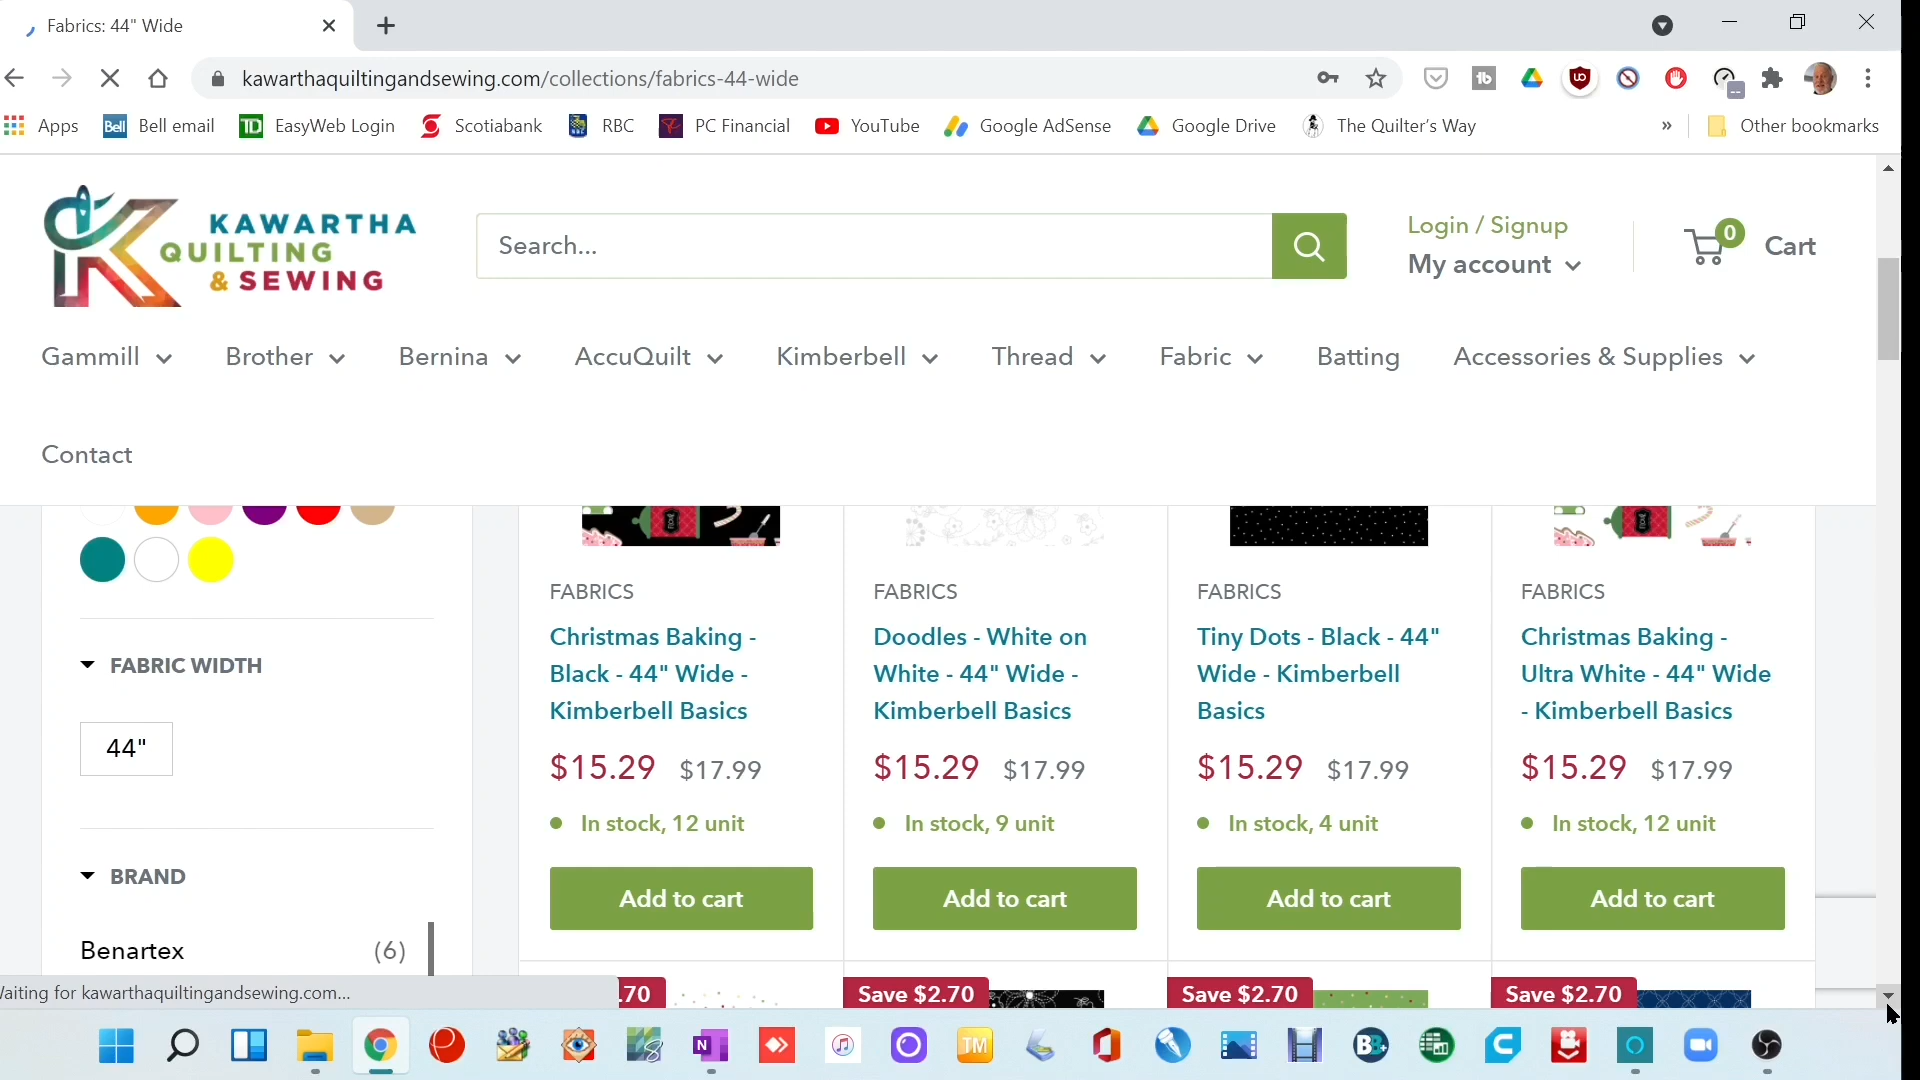 Fabrics: 44" Wide
kawarthaquiltingandsewing.com/collections/fabrics-44-wide
Apps Bell Bell email TD EasyWeb Login Scotiabank RBC PC Financial YouTube Google AdSense Google Drive The Quilter's Way » Other bookmarks
KAWARTHA
QUILTING
& SEWING
Search...
Login / Signup
My account
0
Cart
Gammill Brother Bernina AccuQuilt Kimberbell Thread Fabric Batting Accessories & Supplies
Contact
FABRIC WIDTH
44"
BRAND
Benartex (6)
FABRICS
Christmas Baking -
Black - 44" Wide -
Kimberbell Basics
$15.29 $17.99
In stock, 12 unit
Add to cart
FABRICS
Doodles - White on
White - 44" Wide -
Kimberbell Basics
$15.29 $17.99
In stock, 9 unit
Add to cart
FABRICS
Tiny Dots - Black - 44"
Wide - Kimberbell
Basics
$15.29 $17.99
In stock, 4 unit
Add to cart
FABRICS
Christmas Baking -
Ultra White - 44" Wide
- Kimberbell Basics
$15.29 $17.99
In stock, 12 unit
Add to cart
.70
Save $2.70
Save $2.70
Save $2.70
aiting for kawarthaquiltingandsewing.com...
N TM B3+ C